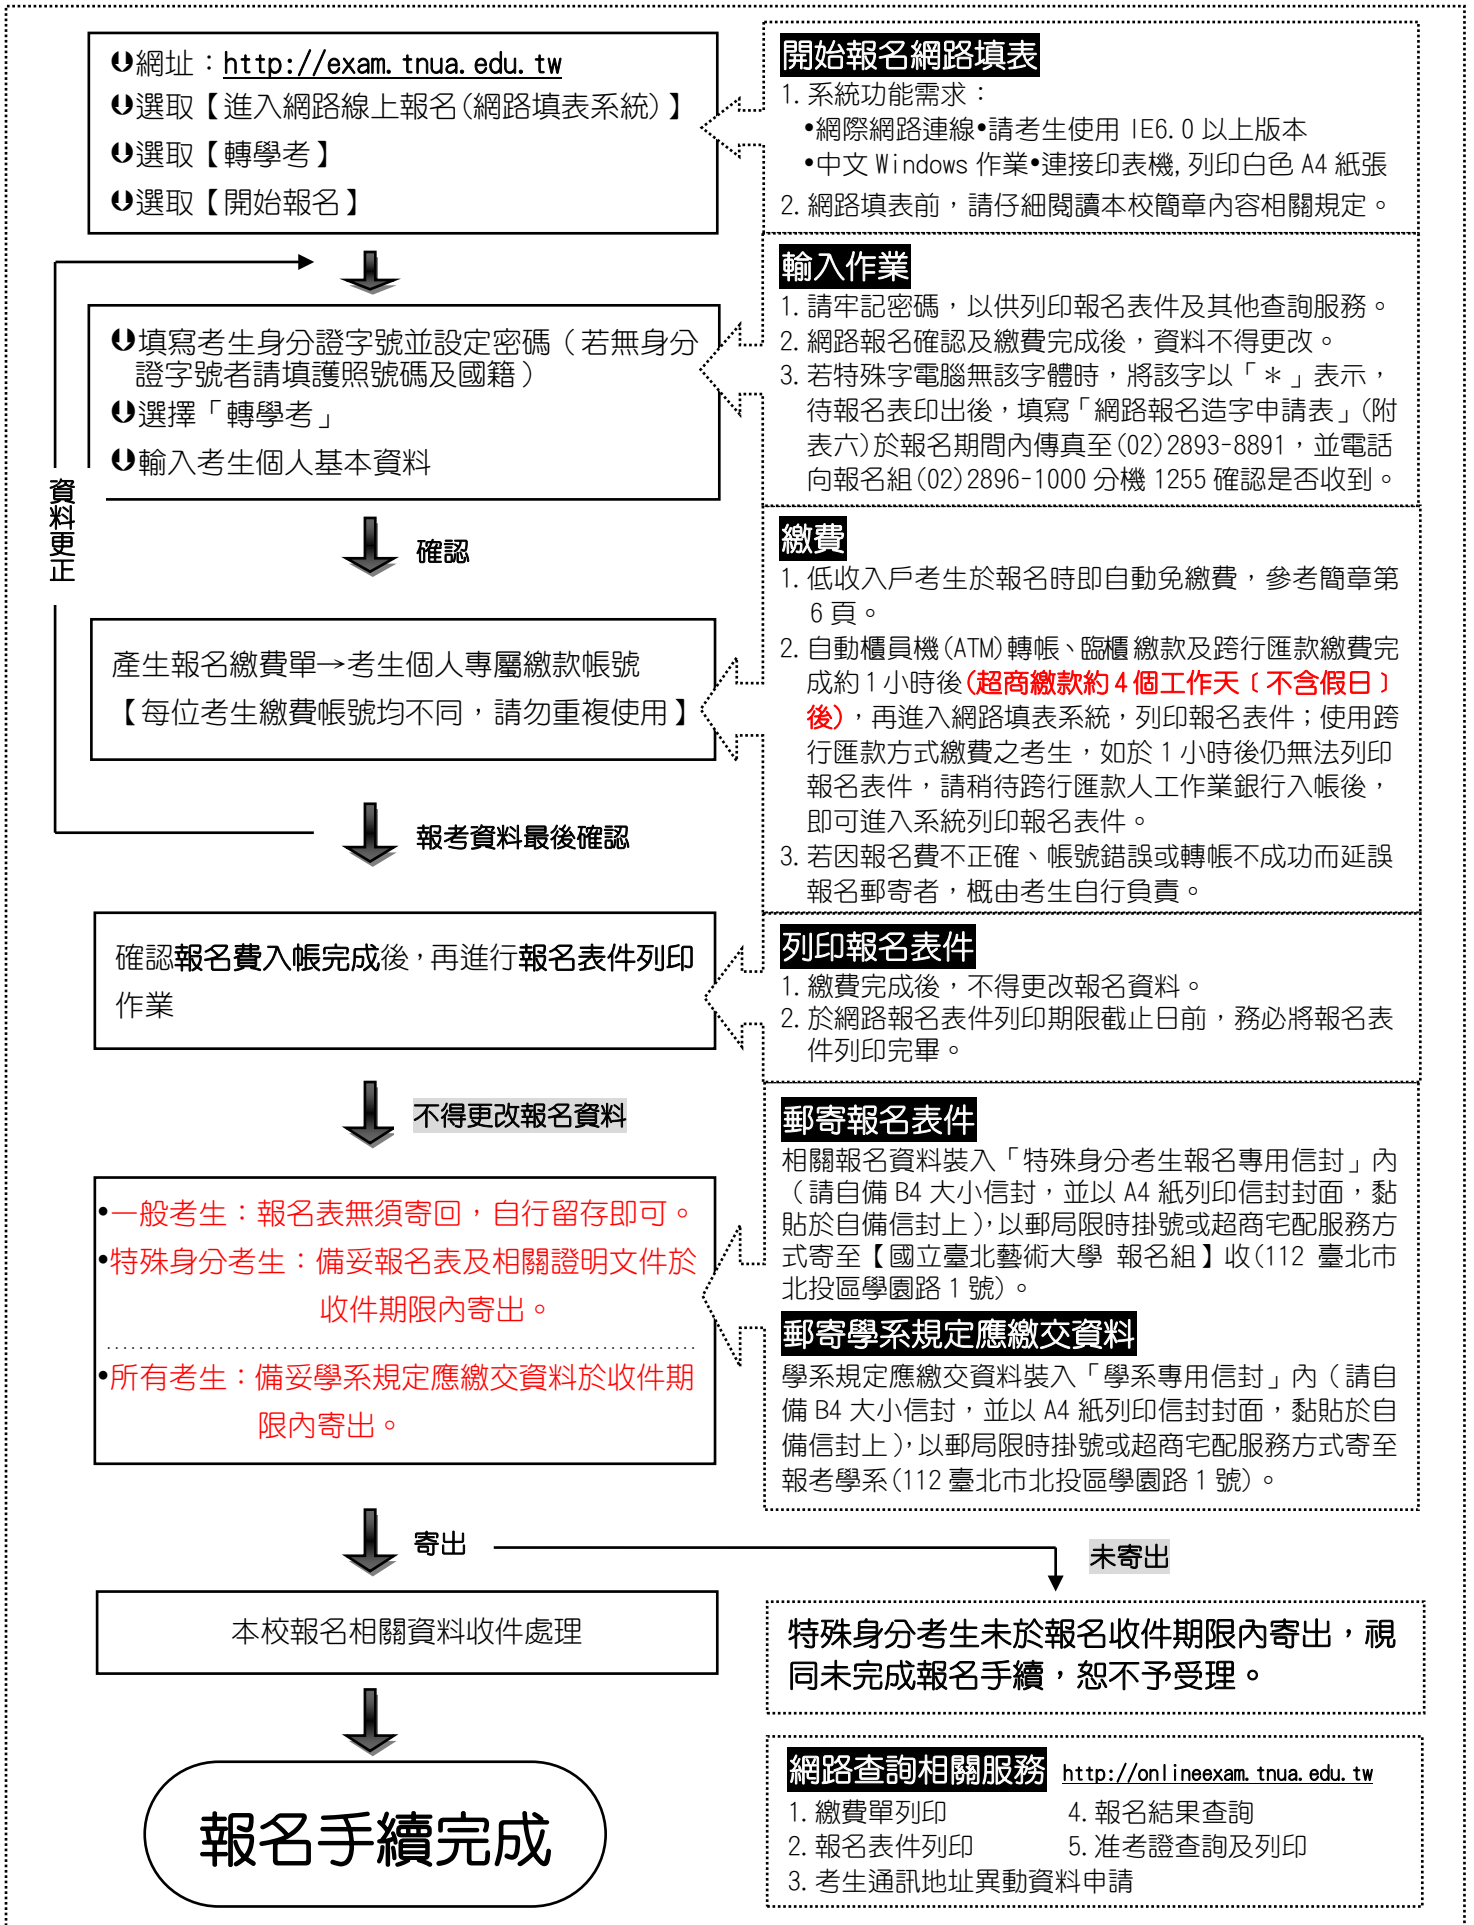 ➲網址：http://exam.tnua.edu.tw
➲選取【進入網路線上報名(網路填表系統)】
➲選取【轉學考】
➲選取【開始報名】
開始報名網路填表
1.系統功能需求：
•網際網路連線•請考生使用 IE6.0 以上版本
•中文 Windows 作業•連接印表機,列印白色 A4 紙張
2.網路填表前，請仔細閱讀本校簡章內容相關規定。
➲填寫考生身分證字號並設定密碼（若無身分
證字號者請填護照號碼及國籍）
➲選擇「轉學考」
➲輸入考生個人基本資料
資料更正
輸入作業
1.請牢記密碼，以供列印報名表件及其他查詢服務。
2.網路報名確認及繳費完成後，資料不得更改。
3.若特殊字電腦無該字體時，將該字以「＊」表示，
待報名表印出後，填寫「網路報名造字申請表」(附
表六)於報名期間內傳真至(02)2893-8891，並電話
向報名組(02)2896-1000 分機 1255 確認是否收到。
確認
產生報名繳費單→考生個人專屬繳款帳號
【每位考生繳費帳號均不同，請勿重複使用】
繳費
1.低收入戶考生於報名時即自動免繳費，參考簡章第
6 頁。
2.自動櫃員機(ATM)轉帳、臨櫃繳款及跨行匯款繳費完
成約 1 小時後(超商繳款約 4 個工作天﹝不含假日﹞
後)，再進入網路填表系統，列印報名表件；使用跨
行匯款方式繳費之考生，如於 1 小時後仍無法列印
報名表件，請稍待跨行匯款人工作業銀行入帳後，
即可進入系統列印報名表件。
3.若因報名費不正確、帳號錯誤或轉帳不成功而延誤
報名郵寄者，概由考生自行負責。
報考資料最後確認
確認報名費入帳完成後，再進行報名表件列印
作業
列印報名表件
1.繳費完成後，不得更改報名資料。
2.於網路報名表件列印期限截止日前，務必將報名表
件列印完畢。
不得更改報名資料
•一般考生：報名表無須寄回，自行留存即可。
•特殊身分考生：備妥報名表及相關證明文件於
收件期限內寄出。
•所有考生：備妥學系規定應繳交資料於收件期
限內寄出。
郵寄報名表件
相關報名資料裝入「特殊身分考生報名專用信封」內
（請自備 B4 大小信封，並以 A4 紙列印信封封面，黏
貼於自備信封上），以郵局限時掛號或超商宅配服務方
式寄至【國立臺北藝術大學 報名組】收(112 臺北市
北投區學園路 1 號)。
郵寄學系規定應繳交資料
學系規定應繳交資料裝入「學系專用信封」內（請自
備 B4 大小信封，並以 A4 紙列印信封封面，黏貼於自
備信封上），以郵局限時掛號或超商宅配服務方式寄至
報考學系(112 臺北市北投區學園路 1 號)。
寄出
未寄出
本校報名相關資料收件處理
特殊身分考生未於報名收件期限內寄出，視
同未完成報名手續，恕不予受理。
報名手續完成
網路查詢相關服務 http://onlineexam.tnua.edu.tw
1.繳費單列印 4.報名結果查詢
2.報名表件列印 5.准考證查詢及列印
3.考生通訊地址異動資料申請